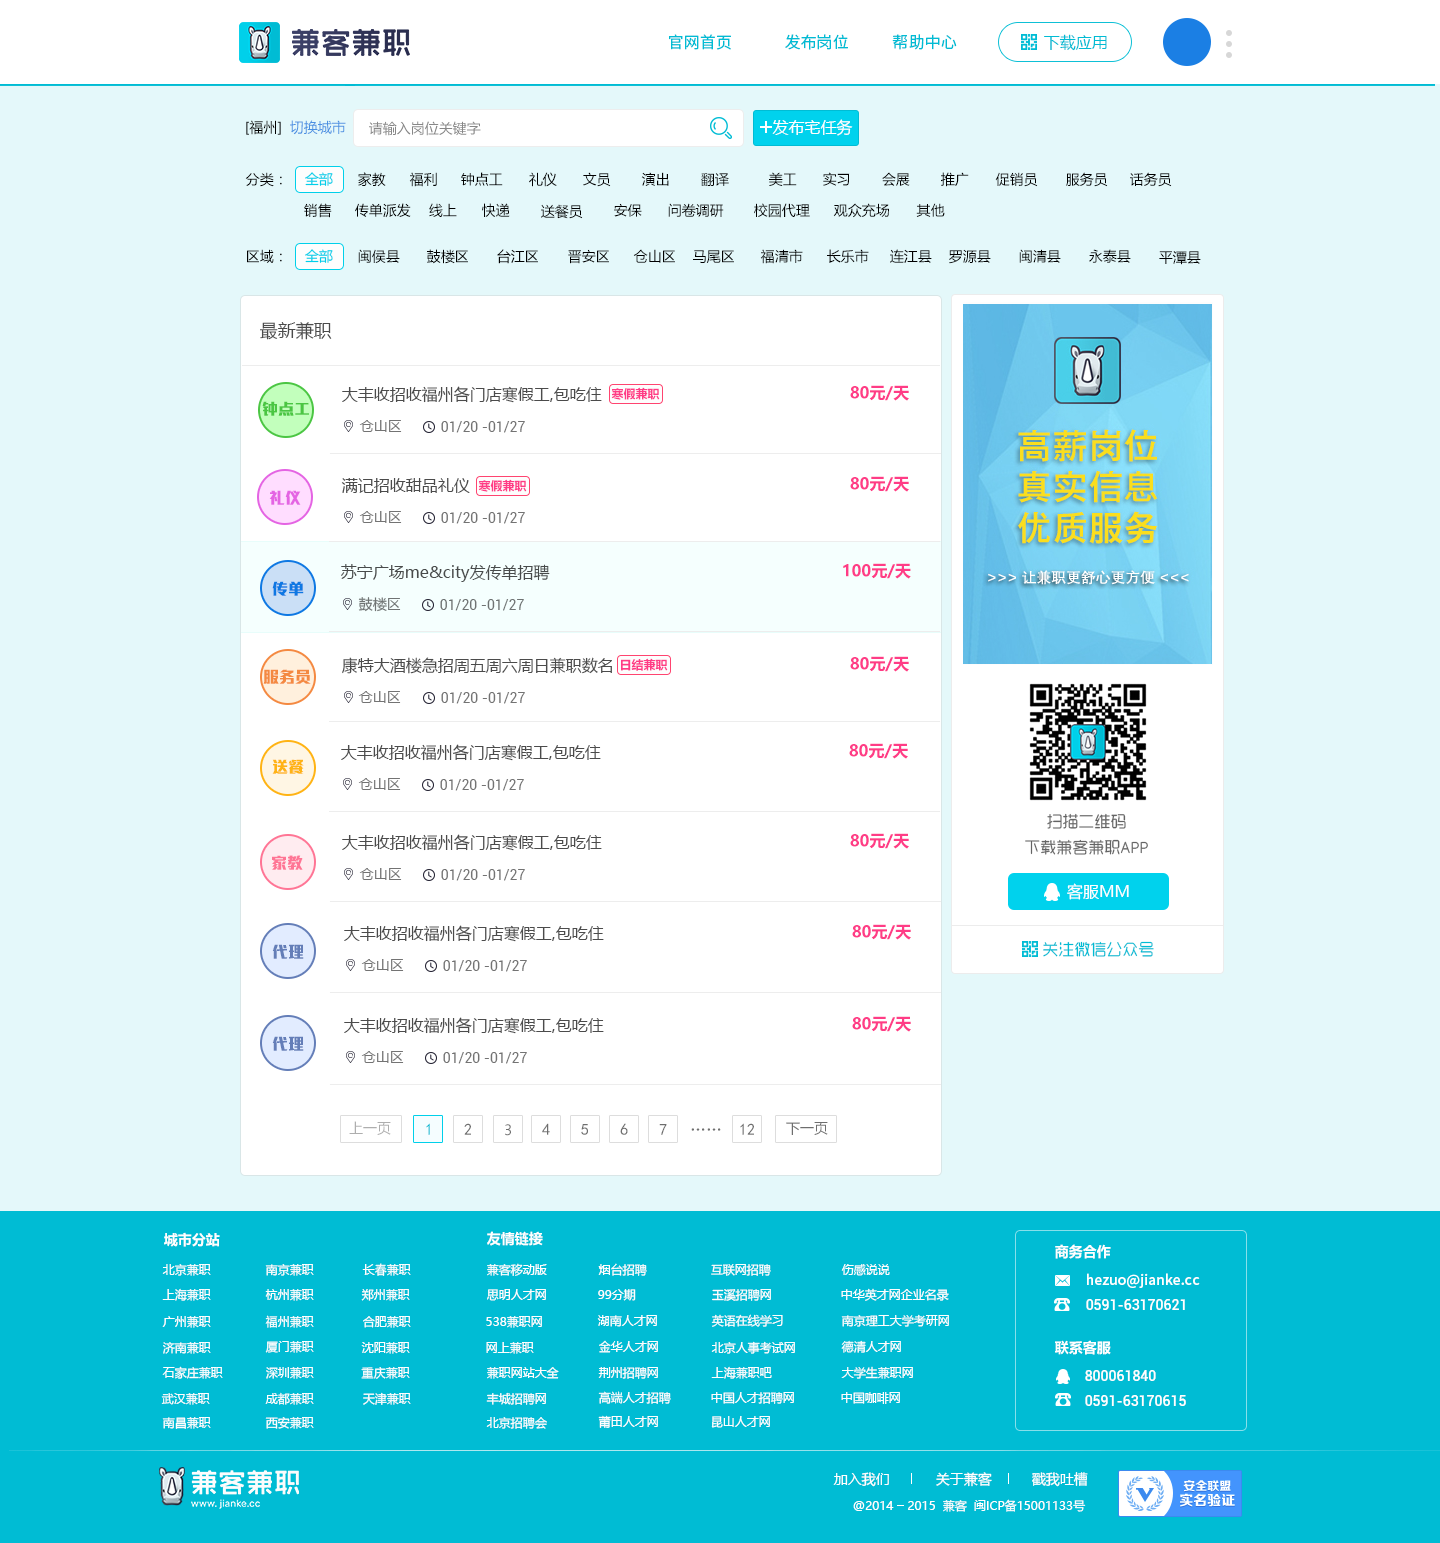 兼客兼职 官网首页 发布岗位 帮助中心 下载应用
[福州] 切换城市 请输入岗位关键字 +发布宅任务
分类： 全部 家教 福利 钟点工 礼仪 文员 演出 翻译 美工 实习 会展 推广 促销员 服务员 话务员
销售 传单派发 线上 快递 送餐员 安保 问卷调研 校园代理 观众充场 其他
区域： 全部 闽侯县 鼓楼区 台江区 晋安区 仓山区 马尾区 福清市 长乐市 连江县 罗源县 闽清县 永泰县 平潭县
最新兼职
钟点工
大丰收招收福州各门店寒假工,包吃住 寒假兼职 80元/天
仓山区 01/20 -01/27
礼仪
满记招收甜品礼仪 寒假兼职 80元/天
仓山区 01/20 -01/27
传单
苏宁广场me&city发传单招聘 100元/天
鼓楼区 01/20 -01/27
服务员
康特大酒楼急招周五周六周日兼职数名 日结兼职 80元/天
仓山区 01/20 -01/27
送餐
大丰收招收福州各门店寒假工,包吃住 80元/天
仓山区 01/20 -01/27
家教
大丰收招收福州各门店寒假工,包吃住 80元/天
仓山区 01/20 -01/27
代理
大丰收招收福州各门店寒假工,包吃住 80元/天
仓山区 01/20 -01/27
代理
大丰收招收福州各门店寒假工,包吃住 80元/天
仓山区 01/20 -01/27
上一页 1 2 3 4 5 6 7 …… 12 下一页
高薪岗位
真实信息
优质服务
>>> 让兼职更舒心更方便 <<<
扫描二维码
下载兼客兼职APP
客服MM
关注微信公众号
城市分站
北京兼职 南京兼职 长春兼职
上海兼职 杭州兼职 郑州兼职
广州兼职 福州兼职 合肥兼职
济南兼职 厦门兼职 沈阳兼职
石家庄兼职 深圳兼职 重庆兼职
武汉兼职 成都兼职 天津兼职
南昌兼职 西安兼职
友情链接
兼客移动版 烟台招聘 互联网招聘 伤感说说
思明人才网 99分期 玉溪招聘网 中华英才网企业名录
538兼职网 湖南人才网 英语在线学习 南京理工大学考研网
网上兼职 金华人才网 北京人事考试网 德清人才网
兼职网站大全 荆州招聘网 上海兼职吧 大学生兼职网
丰城招聘网 高端人才招聘 中国人才招聘网 中国咖啡网
北京招聘会 莆田人才网 昆山人才网
商务合作
hezuo@jianke.cc
0591-63170621
联系客服
800061840
0591-63170615
兼客兼职
www.jianke.cc
加入我们 | 关于兼客 | 戳我吐槽
@2014 – 2015 兼客 闽ICP备15001133号
安全联盟
实名验证